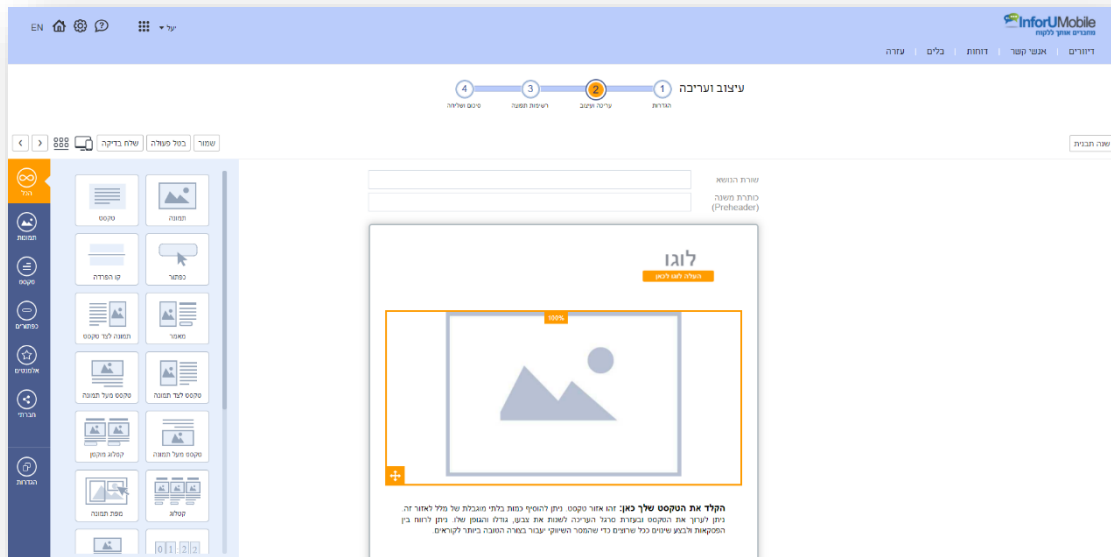 InforUMobile
מחברים אותך ללקוח
דיוורים | אנשי קשר | דוחות | כלים | עזרה
יעל
EN
עיצוב ועריכה
1 2 3 4
הגדרות עריכה ועיצוב רשימות תפוצה סיכום ושליחה
שנה תבנית
שמור בטל פעולה שלח בדיקה
שורת הנושא
כותרת משנה
(Preheader)
לוגו
העלה לוגו לכאן
100%
הקלד את הטקסט שלך כאן: זהו אזור טקסט. ניתן להוסיף כמות בלתי מוגבלת של מלל לאזור זה.
ניתן לערוך את הטקסט ובעזרת סרגל העריכה לשנות את צבעו, גודלו והגופן שלו. ניתן לרווח בין
הפסקאות ולבצע שינויים ככל שרוצים כדי שהמסר השיווקי יעבור בצורה הטובה ביותר לקוראים.
תמונה טקסט
כפתור קו הפרדה
מאמר תמונה לצד טקסט
טקסט לצד תמונה טקסט מעל תמונה
טקסט מעל תמונה קטלוג מוקטן
קטלוג מפת תמונה
01:22
הכל
תמונות
טקסט
כפתורים
אלמנטים
חברתי
הגדרות